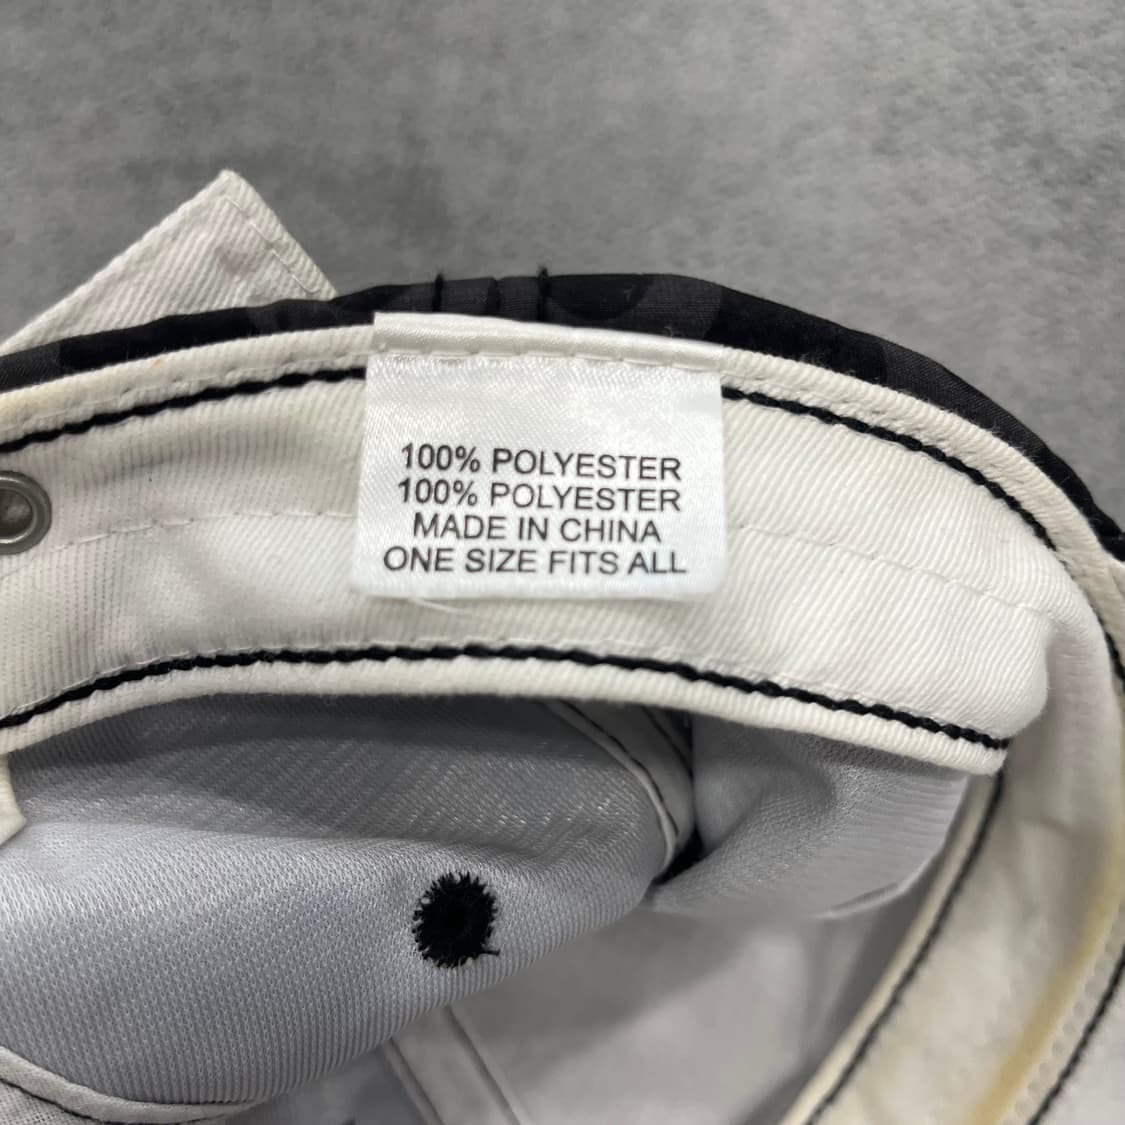 100% POLYESTER
100% POLYESTER
MADE IN CHINA
ONE SIZE FITS ALL